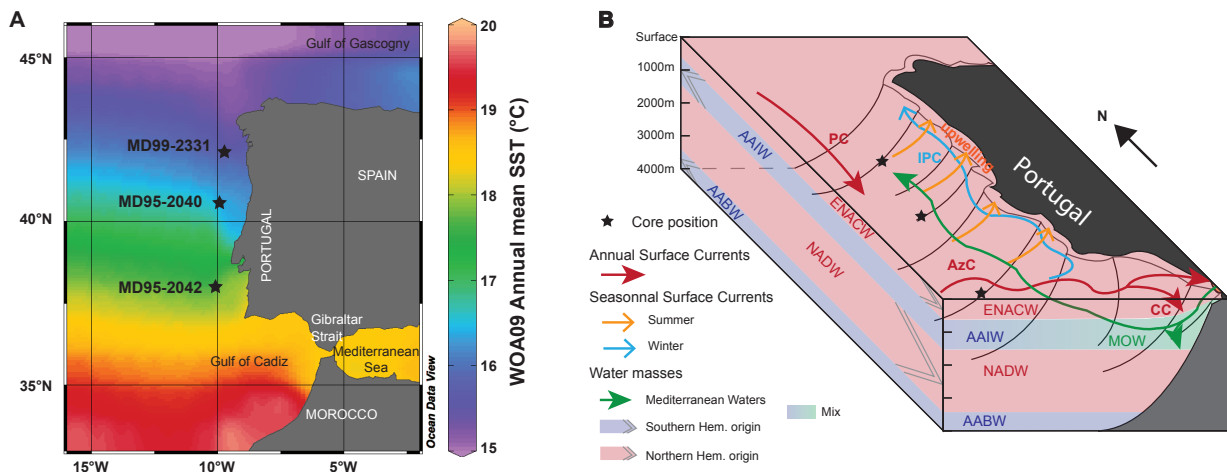 A
45°N
40°N
35°N
15°W
10°W
5°W
Gulf of Gascogny
MD99-2331
MD95-2040
MD95-2042
SPAIN
PORTUGAL
Gibraltar
Strait
Mediterranean
Sea
Gulf of Cadiz
MOROCCO
Ocean Data View
20
19
18
17
16
15
WOA09 Annual mean SST (°C)
B
Surface
1000m
2000m
3000m
4000m
PC
IPC
upwelling
Portugal
N
AAIW
AABW
ENACW
NADW
AzC
CC
ENACW
AAIW
MOW
NADW
AABW
Core position
Annual Surface Currents
Seasonnal Surface Currents
Summer
Winter
Water masses
Mediterranean Waters
Southern Hem. origin
Mix
Northern Hem. origin